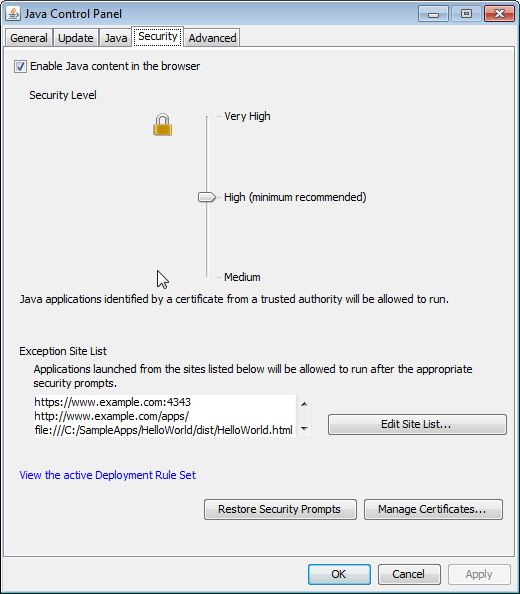 Java Control Panel
General Update Java Security Advanced
Enable Java content in the browser
Security Level
Very High
High (minimum recommended)
Medium
Java applications identified by a certificate from a trusted authority will be allowed to run.
Exception Site List
Applications launched from the sites listed below will be allowed to run after the appropriate
security prompts.
https://www.example.com:4343
http://www.example.com/apps/
file:///C:/SampleApps/HelloWorld/dist/HelloWorld.html
Edit Site List...
View the active Deployment Rule Set
Restore Security Prompts Manage Certificates...
OK Cancel Apply